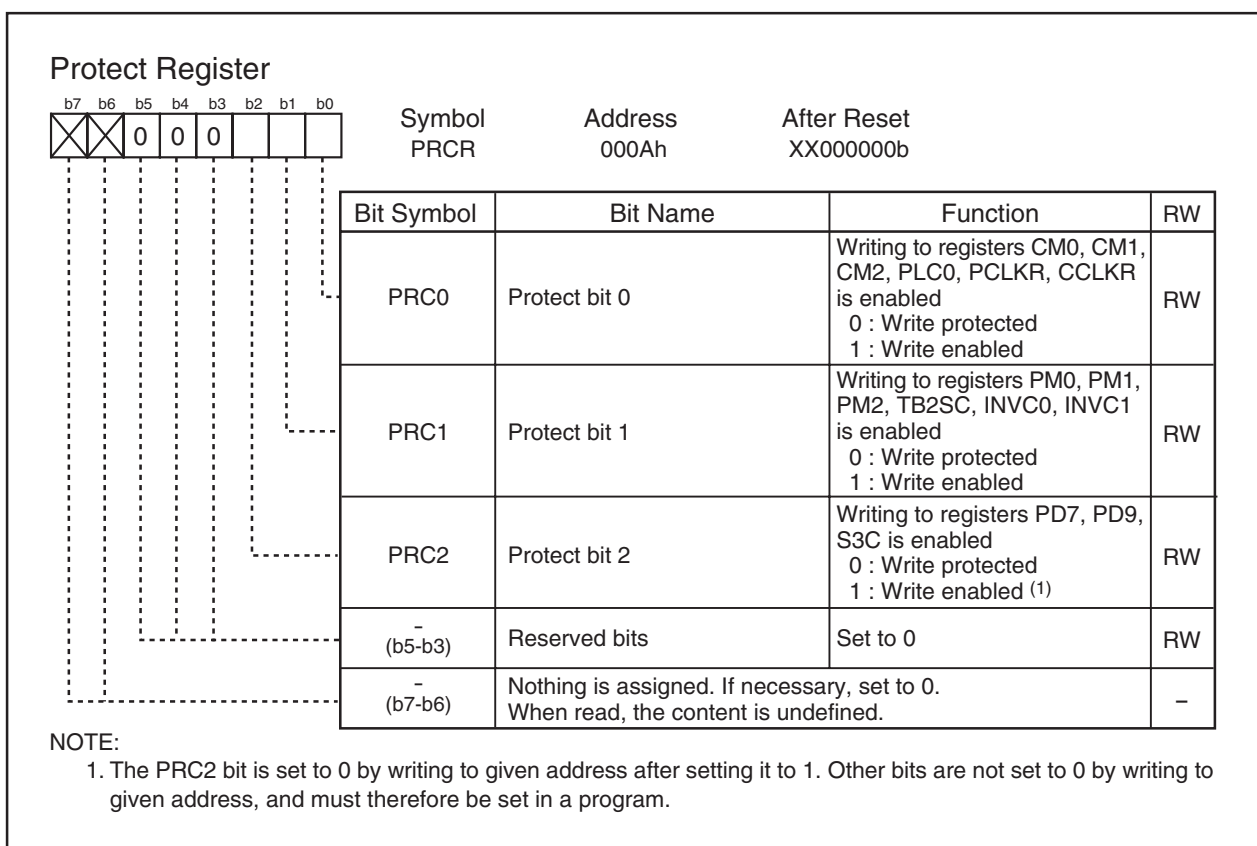 Protect Register
b7 b6 b5 b4 b3 b2 b1 b0
0 0 0
Symbol Address After Reset
PRCR 000Ah XX000000b
Bit Symbol Bit Name Function RW
PRC0 Protect bit 0 Writing to registers CM0, CM1,
CM2, PLC0, PCLKR, CCLKR
is enabled
0 : Write protected
1 : Write enabled
RW
PRC1 Protect bit 1 Writing to registers PM0, PM1,
PM2, TB2SC, INVC0, INVC1
is enabled
0 : Write protected
1 : Write enabled
RW
PRC2 Protect bit 2 Writing to registers PD7, PD9,
S3C is enabled
0 : Write protected
1 : Write enabled (1)
RW
–
(b5-b3) Reserved bits Set to 0 RW
–
(b7-b6) Nothing is assigned. If necessary, set to 0.
When read, the content is undefined.
–
NOTE:
1. The PRC2 bit is set to 0 by writing to given address after setting it to 1. Other bits are not set to 0 by writing to
given address, and must therefore be set in a program.